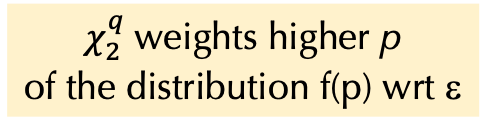 χ₂^q weights higher p
of the distribution f(p) wrt ε